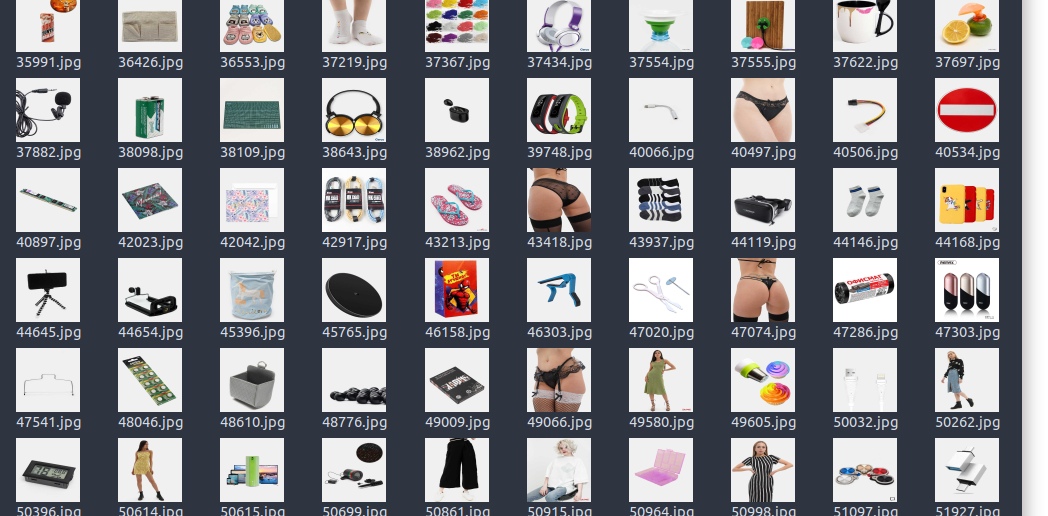 35991.jpg 36426.jpg 36553.jpg 37219.jpg 37367.jpg 37434.jpg 37554.jpg 37555.jpg 37622.jpg 37697.jpg
37882.jpg 38098.jpg 38109.jpg 38643.jpg 38962.jpg 39748.jpg 40066.jpg 40497.jpg 40506.jpg 40534.jpg
40897.jpg 42023.jpg 42042.jpg 42917.jpg 43213.jpg 43418.jpg 43937.jpg 44119.jpg 44146.jpg 44168.jpg
ОФИСМАГ
44645.jpg 44654.jpg 45396.jpg 45765.jpg 46158.jpg 46303.jpg 47020.jpg 47074.jpg 47286.jpg 47303.jpg
47541.jpg 48046.jpg 48610.jpg 48776.jpg 49009.jpg 49066.jpg 49580.jpg 49605.jpg 50032.jpg 50262.jpg
50396.jpg 50614.jpg 50615.jpg 50699.jpg 50861.jpg 50915.jpg 50964.jpg 50998.jpg 51097.jpg 51927.jpg